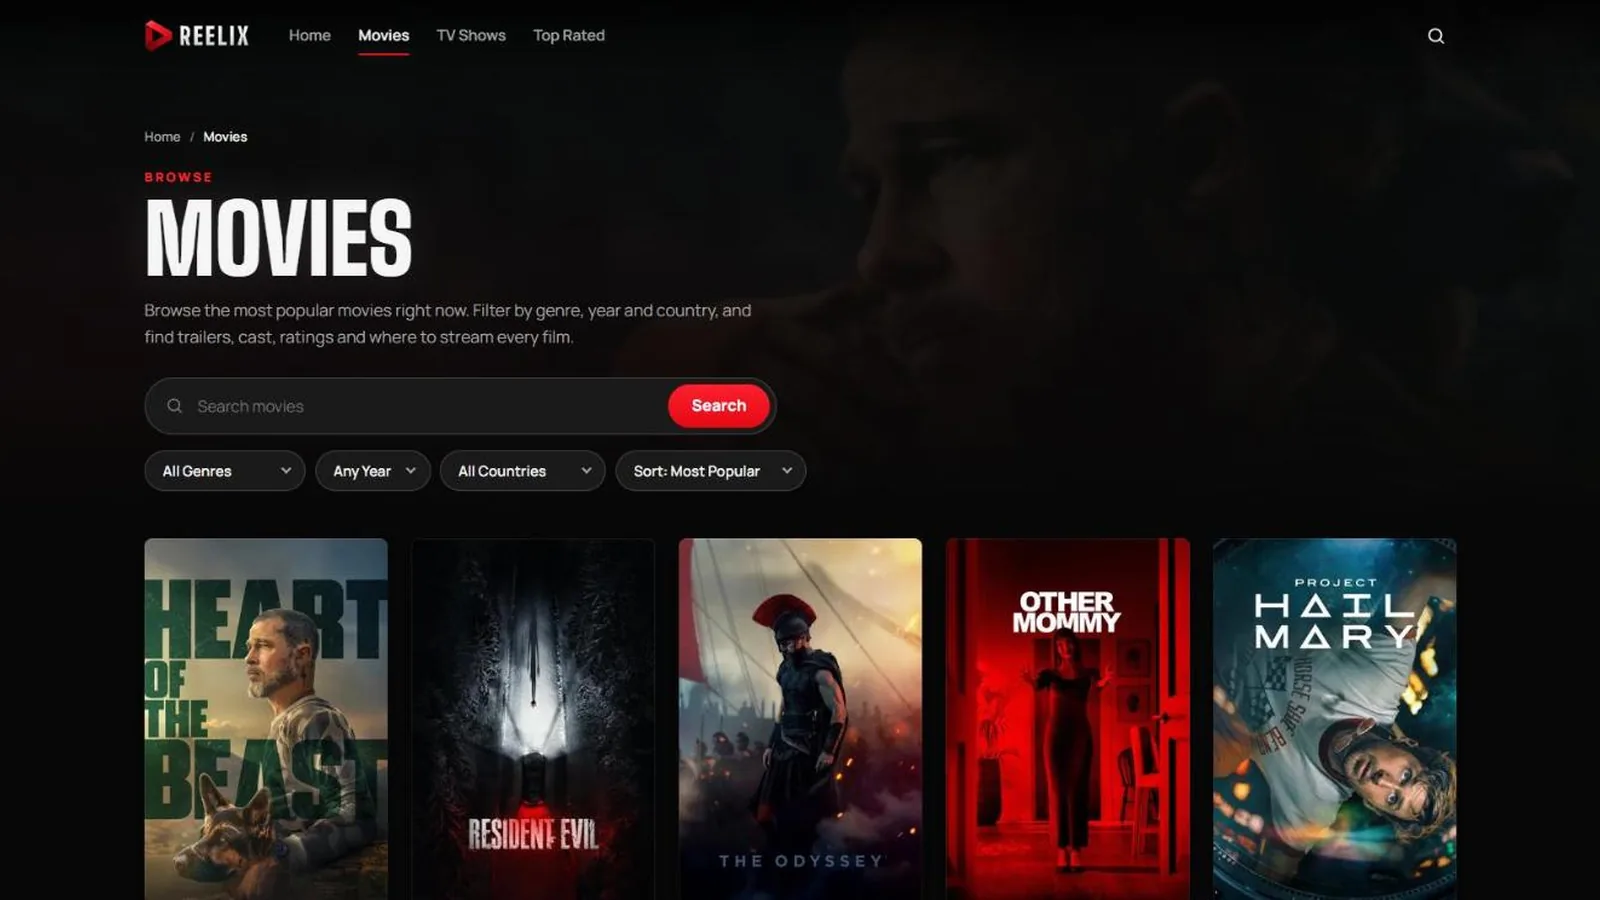 REELIX
Home
Movies
TV Shows
Top Rated
Home / Movies
BROWSE
MOVIES
Browse the most popular movies right now. Filter by genre, year and country, and
find trailers, cast, ratings and where to stream every film.
Search movies
Search
All Genres
Any Year
All Countries
Sort: Most Popular
HEART
OF
THE
BEAST
RESIDENT EVIL
THE ODYSSEY
OTHER
MOMMY
PROJECT
HAIL
MARY